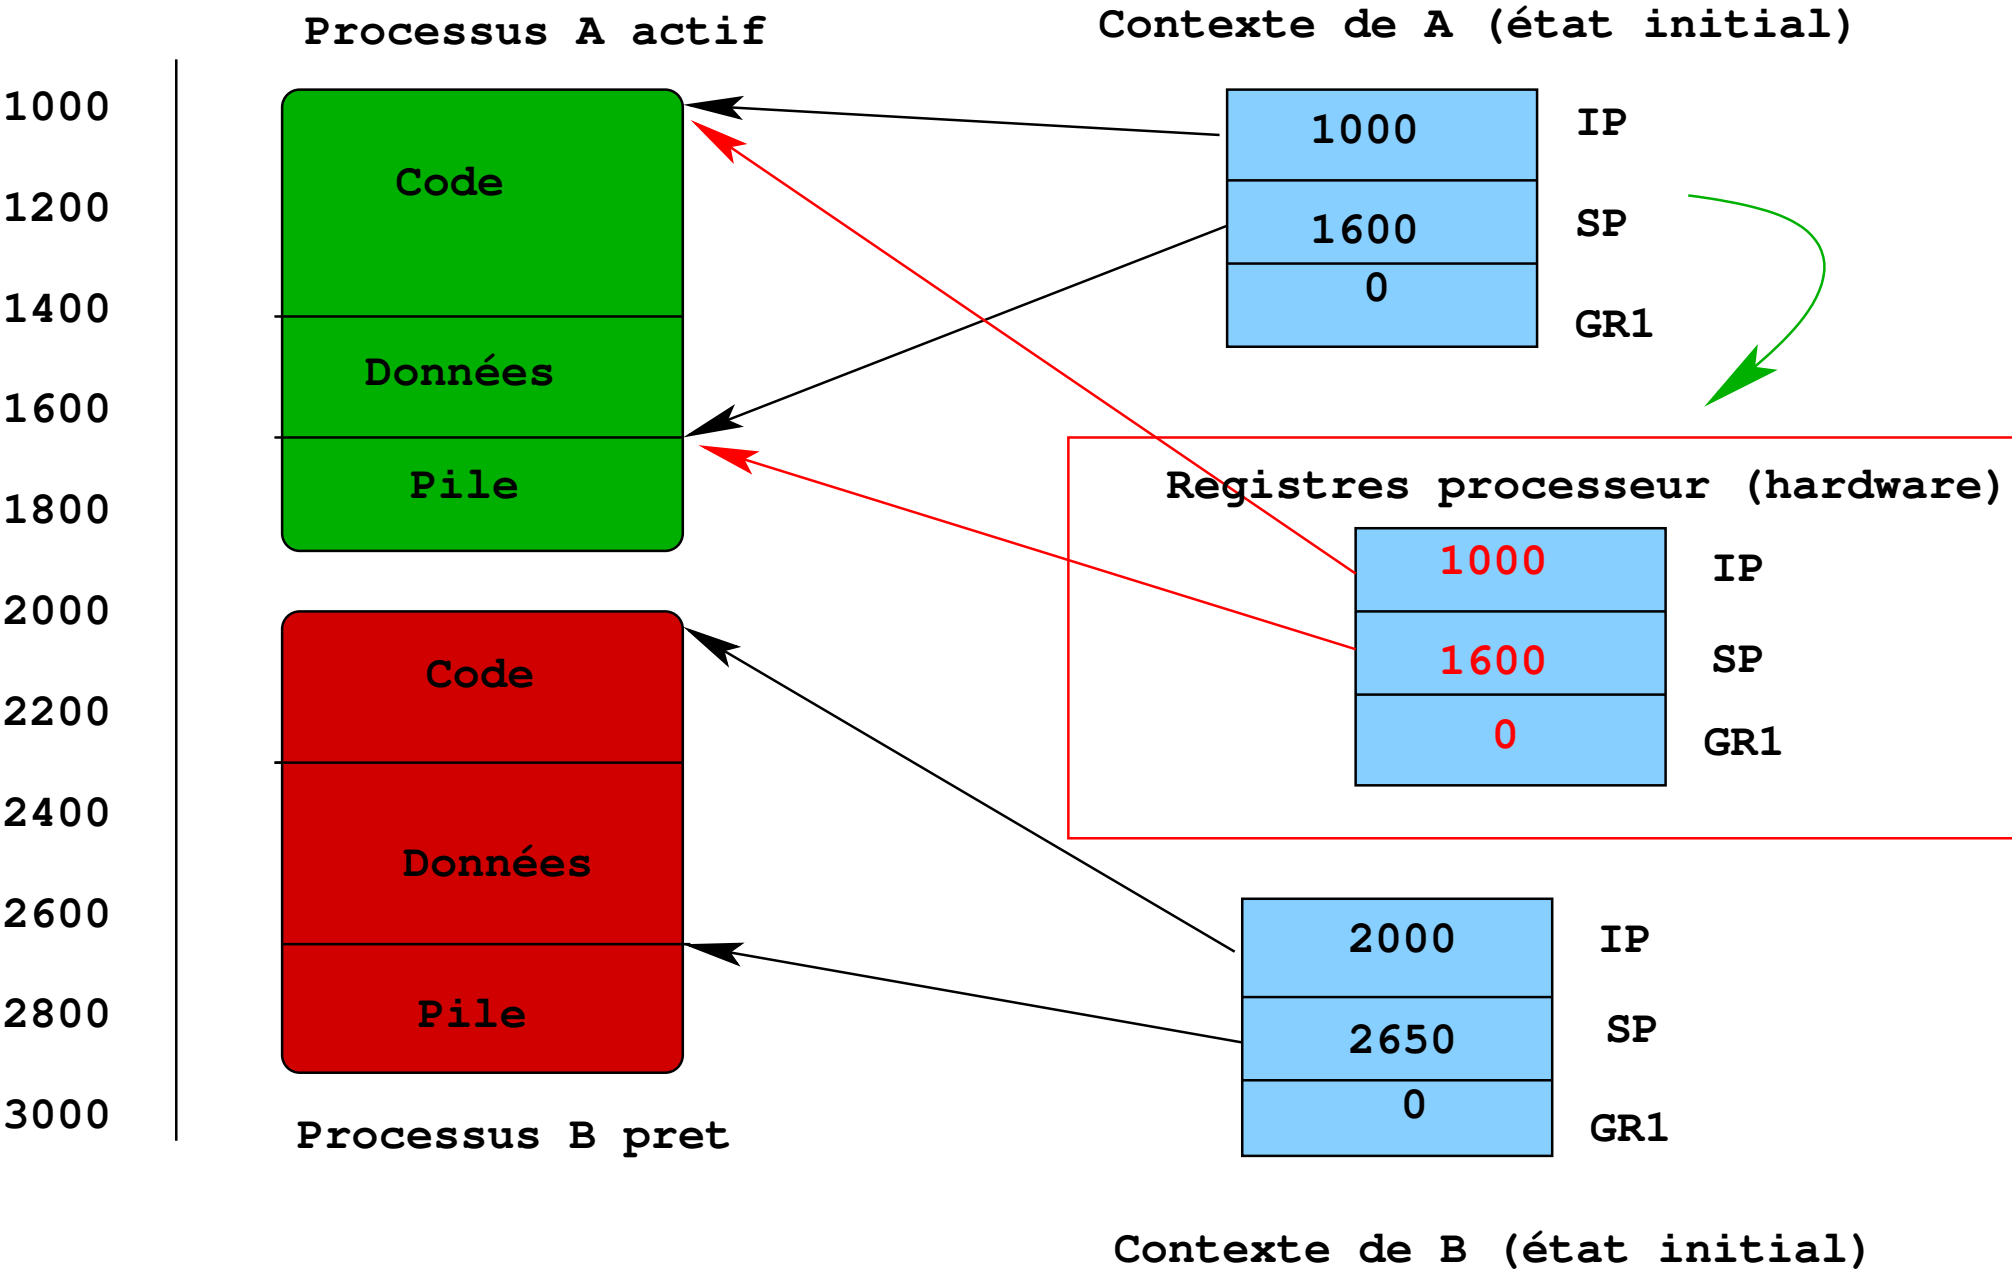 Processus A actif
Contexte de A (état initial)
1000
1200
1400
1600
1800
2000
2200
2400
2600
2800
3000
Code
Données
Pile
1000 IP
1600 SP
0 GR1
Registres processeur (hardware)
1000 IP
1600 SP
0 GR1
Code
Données
Pile
Processus B pret
2000 IP
2650 SP
0 GR1
Contexte de B (état initial)